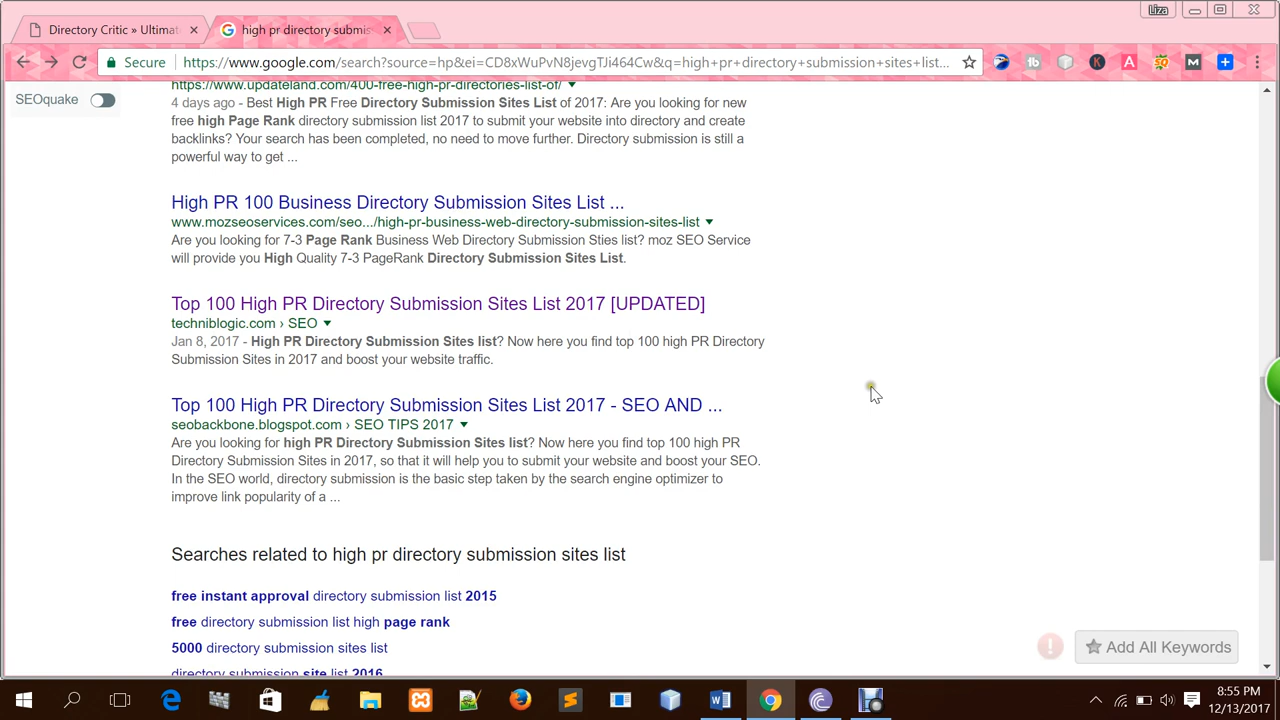 Liza
Directory Critic » Ultimat
high pr directory submis
Secure
https://www.google.com/search?source=hp&ei=CD8xWuPvN8jevgTJi464Cw&q=high+pr+directory+submission+sites+list...
SEOquake
https://www.updateland.com/400-free-high-pr-directories-list-of/
4 days ago - Best High PR Free Directory Submission Sites List of 2017: Are you looking for new
free high Page Rank directory submission list 2017 to submit your website into directory and create
backlinks? Your search has been completed, no need to move further. Directory submission is still a
powerful way to get ...
High PR 100 Business Directory Submission Sites List ...
www.mozseoservices.com/seo.../high-pr-business-web-directory-submission-sites-list
Are you looking for 7-3 Page Rank Business Web Directory Submission Sties list? moz SEO Service
will provide you High Quality 7-3 PageRank Directory Submission Sites List.
Top 100 High PR Directory Submission Sites List 2017 [UPDATED]
techniblogic.com › SEO
Jan 8, 2017 - High PR Directory Submission Sites list? Now here you find top 100 high PR Directory
Submission Sites in 2017 and boost your website traffic.
Top 100 High PR Directory Submission Sites List 2017 - SEO AND ...
seobackbone.blogspot.com › SEO TIPS 2017
Are you looking for high PR Directory Submission Sites list? Now here you find top 100 high PR
Directory Submission Sites in 2017, so that it will help you to submit your website and boost your SEO.
In the SEO world, directory submission is the basic step taken by the search engine optimizer to
improve link popularity of a ...
Searches related to high pr directory submission sites list
free instant approval directory submission list 2015
free directory submission list high page rank
5000 directory submission sites list
directory submission site list 2016
Add All Keywords
8:55 PM
12/13/2017